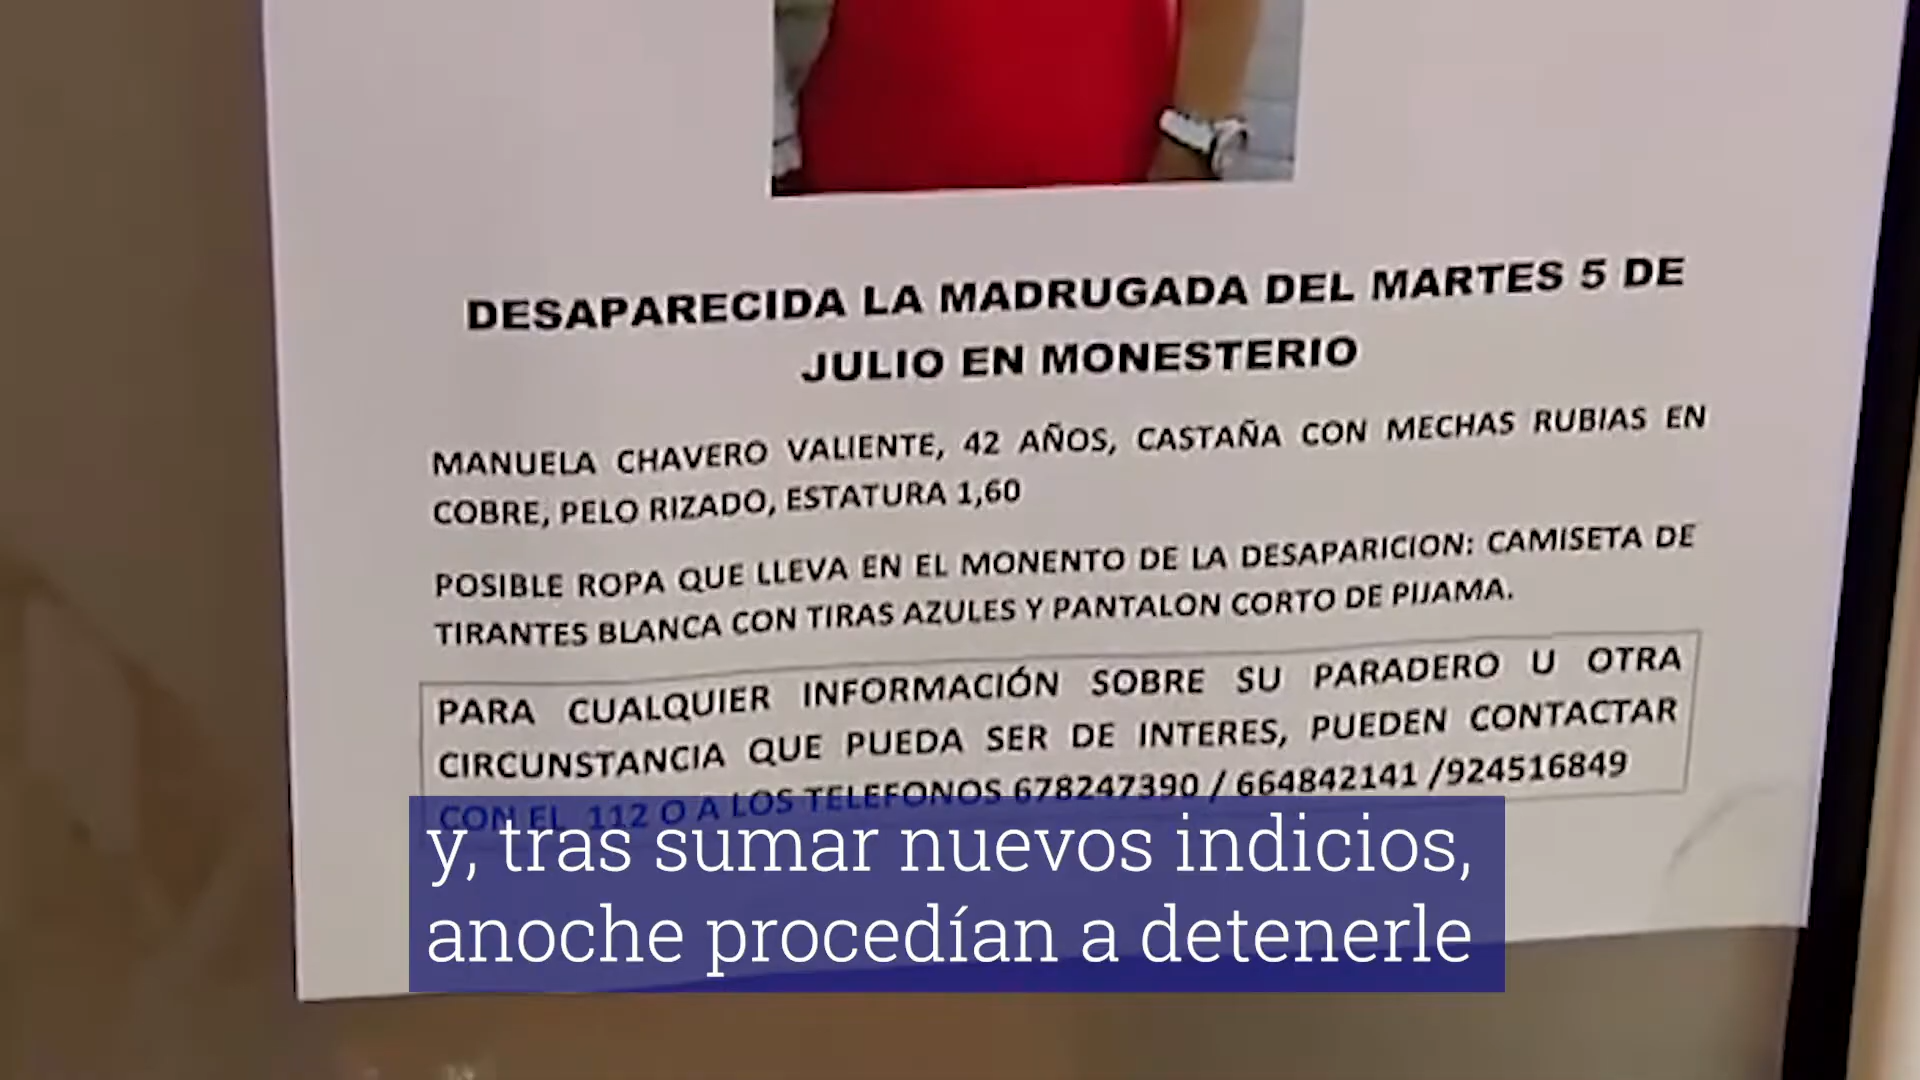 DESAPARECIDA LA MADRUGADA DEL MARTES 5 DE
JULIO EN MONESTERIO
MANUELA CHAVERO VALIENTE, 42 AÑOS, CASTAÑA CON MECHAS RUBIAS EN
COBRE, PELO RIZADO, ESTATURA 1,60
POSIBLE ROPA QUE LLEVA EN EL MONENTO DE LA DESAPARICION: CAMISETA DE
TIRANTES BLANCA CON TIRAS AZULES Y PANTALON CORTO DE PIJAMA.
PARA CUALQUIER INFORMACIÓN SOBRE SU PARADERO U OTRA
CIRCUNSTANCIA QUE PUEDA SER DE INTERES, PUEDEN CONTACTAR
CON EL 112 O A LOS TELEFONOS 678247390 / 664842141 /924516849
y, tras sumar nuevos indicios,
anoche procedían a detenerle